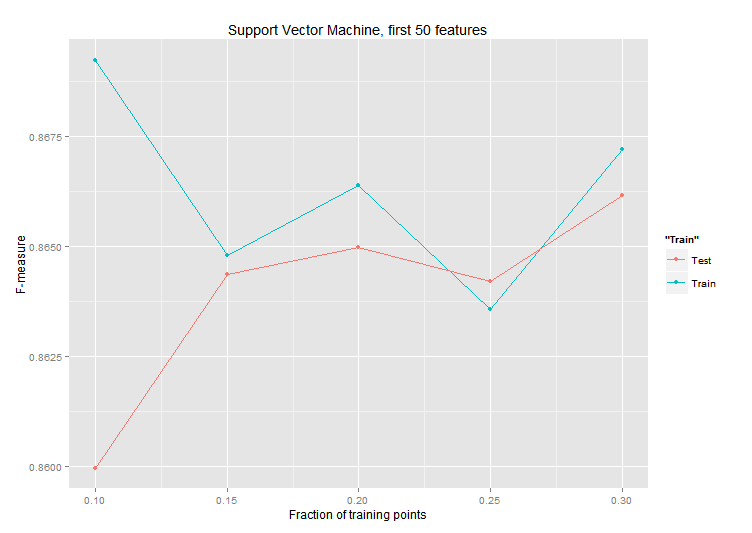 Support Vector Machine, first 50 features
F-measure
0.8675
0.8650
0.8625
0.8600
0.10
0.15
0.20
0.25
0.30
Fraction of training points
"Train"
Test
Train